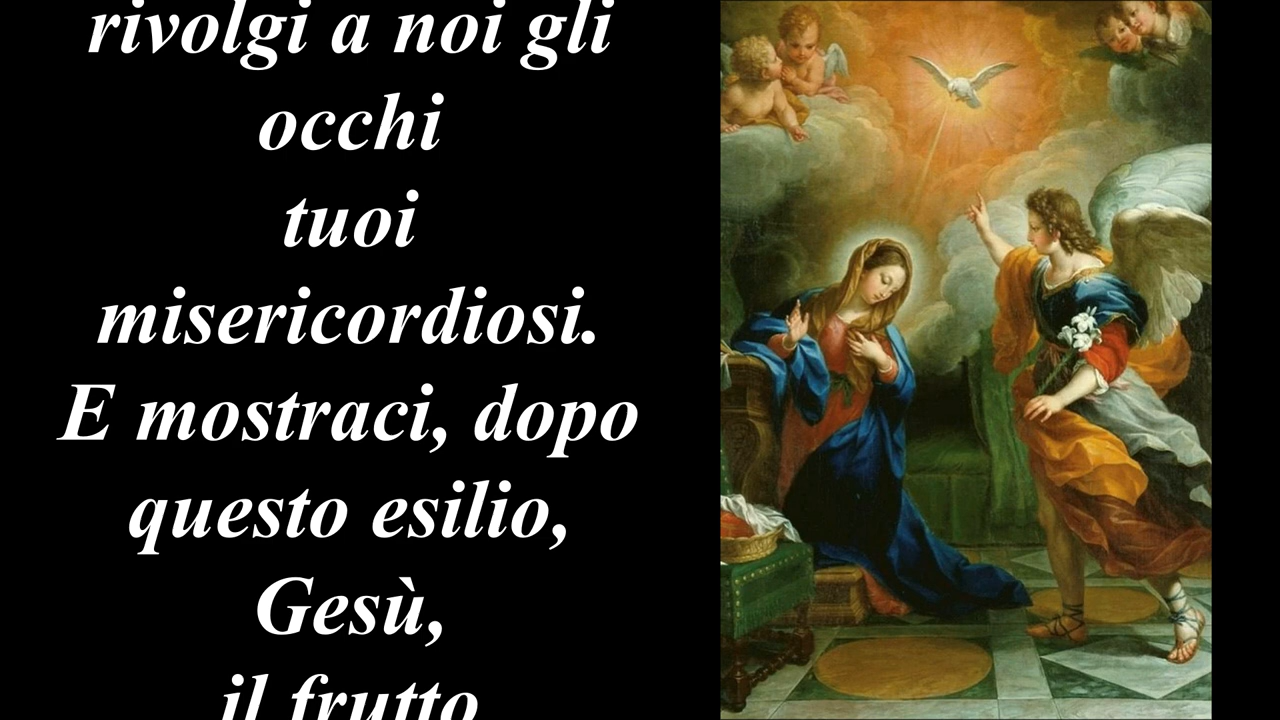 rivolgi a noi gli
occhi
tuoi
misericordiosi.
E mostraci, dopo
questo esilio,
Gesù,
il frutto